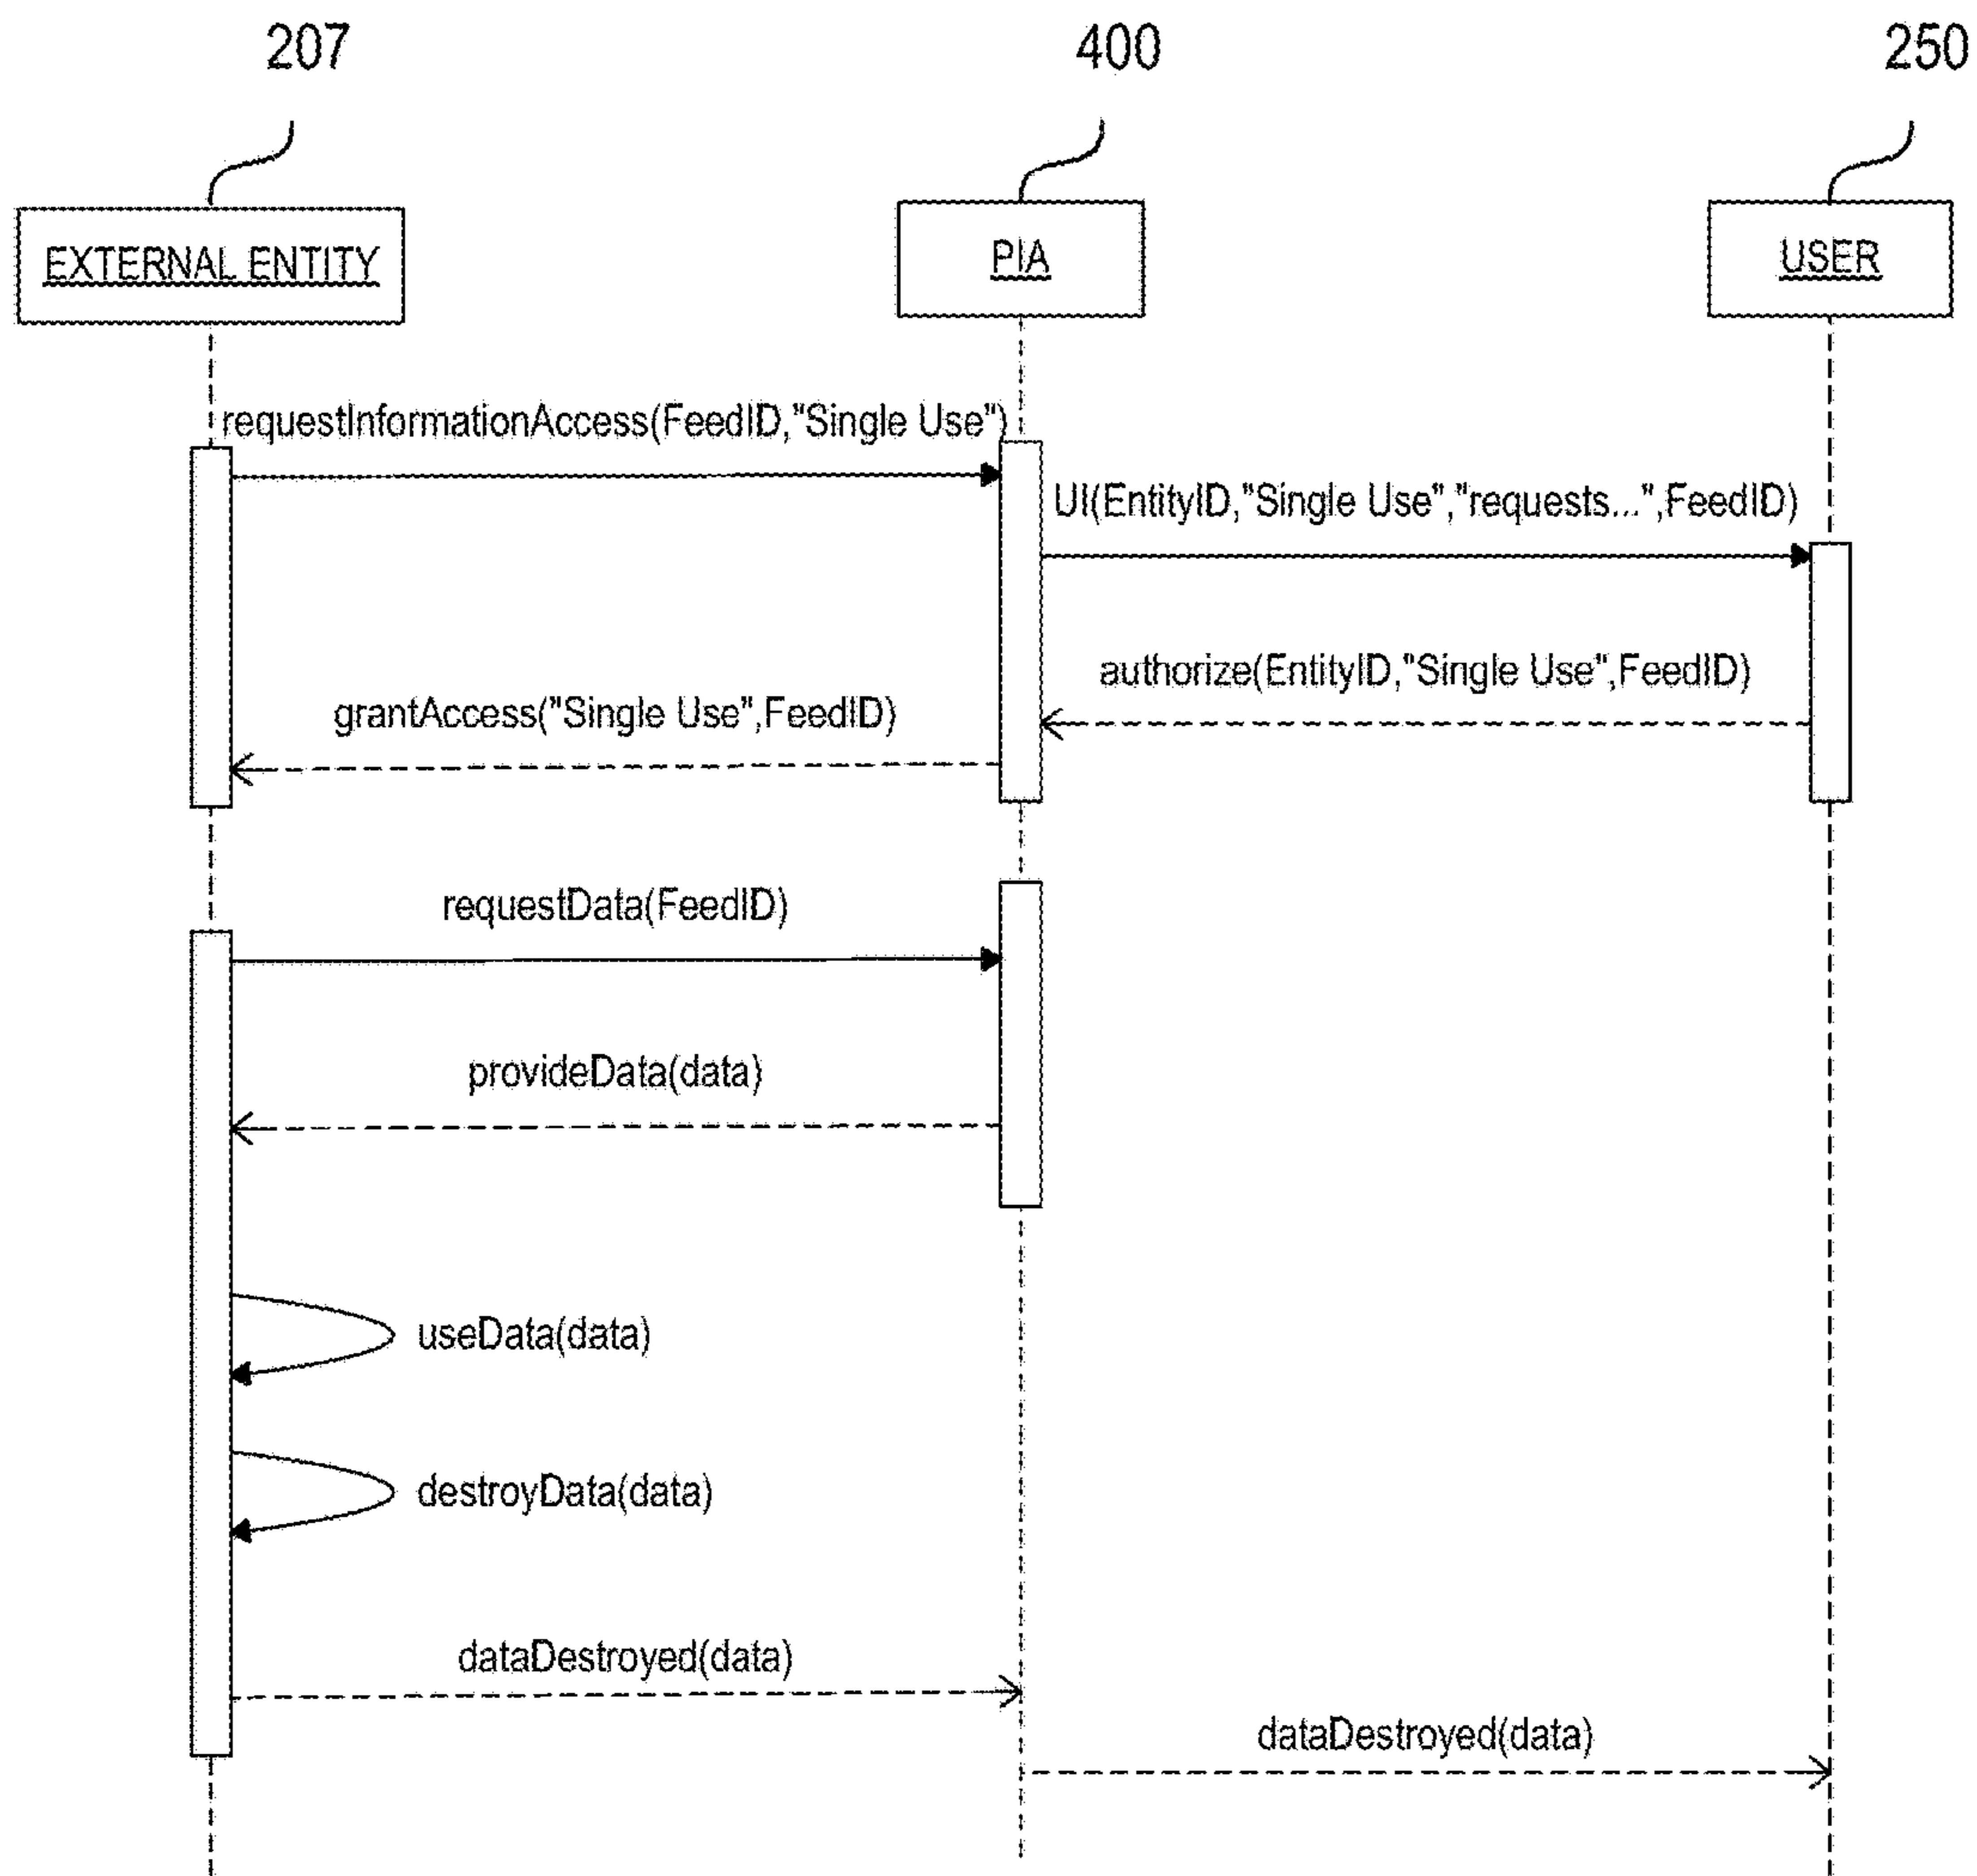 207
400
250
EXTERNAL ENTITY
PIA
USER
requestInformationAccess(FeedID,"Single Use")
UI(EntityID,"Single Use","requests...",FeedID)
authorize(EntityID,"Single Use",FeedID)
grantAccess("Single Use",FeedID)
requestData(FeedID)
provideData(data)
useData(data)
destroyData(data)
dataDestroyed(data)
dataDestroyed(data)